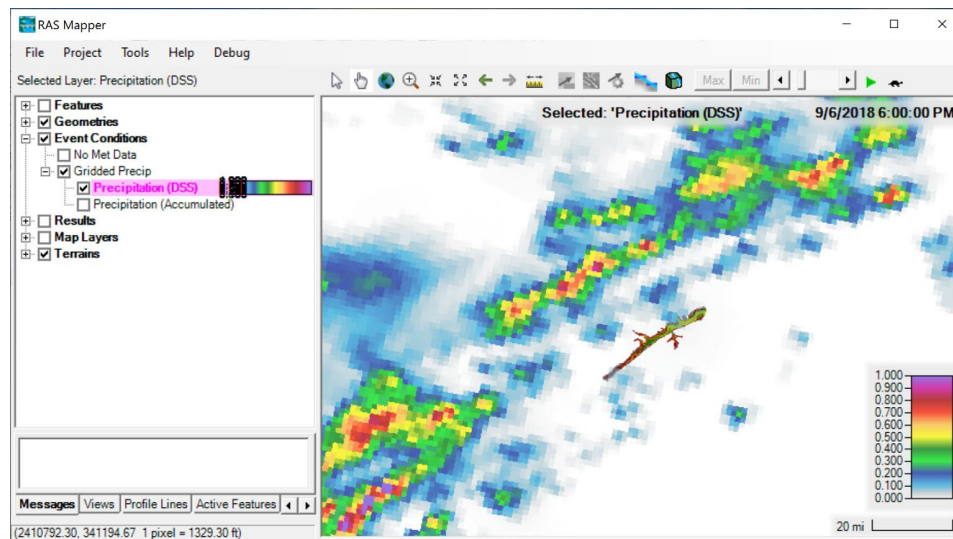 RAS Mapper
File Project Tools Help Debug
Selected Layer: Precipitation (DSS)
Max Min
Features
Geometries
Event Conditions
No Met Data
Gridded Precip
Precipitation (DSS)
Precipitation (Accumulated)
Results
Map Layers
Terrains
Selected: 'Precipitation (DSS)' 9/6/2018 6:00:00 PM
1.000
0.900
0.800
0.700
0.600
0.500
0.400
0.300
0.200
0.100
0.000
20 mi
Messages Views Profile Lines Active Features
(2410792.30, 341194.67 1 pixel = 1329.30 ft)